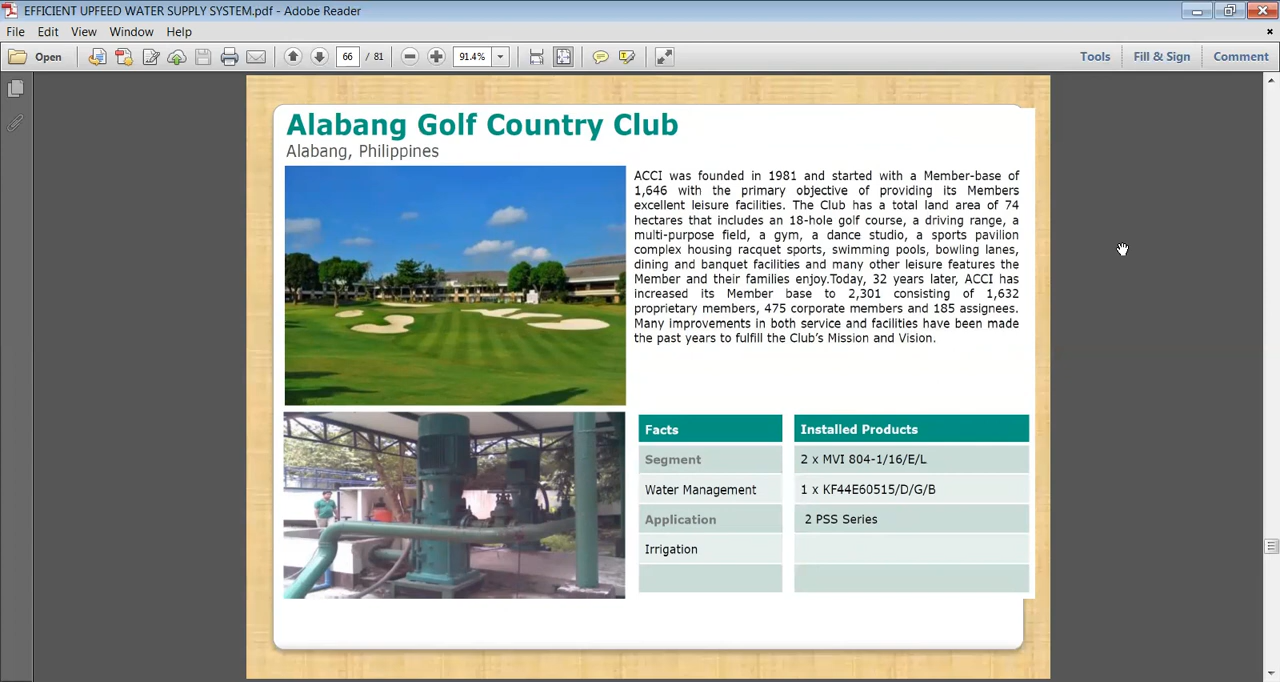 EFFICIENT UPFEED WATER SUPPLY SYSTEM.pdf - Adobe Reader
File Edit View Window Help
Open 66 / 81 91.4% Tools Fill & Sign Comment
Alabang Golf Country Club
Alabang, Philippines
ACCI was founded in 1981 and started with a Member-base of
1,646 with the primary objective of providing its Members
excellent leisure facilities. The Club has a total land area of 74
hectares that includes an 18-hole golf course, a driving range, a
multi-purpose field, a gym, a dance studio, a sports pavilion
complex housing racquet sports, swimming pools, bowling lanes,
dining and banquet facilities and many other leisure features the
Member and their families enjoy.Today, 32 years later, ACCI has
increased its Member base to 2,301 consisting of 1,632
proprietary members, 475 corporate members and 185 assignees.
Many improvements in both service and facilities have been made
the past years to fulfill the Club's Mission and Vision.
Facts Installed Products
Segment 2 x MVI 804-1/16/E/L
Water Management 1 x KF44E60515/D/G/B
Application 2 PSS Series
Irrigation